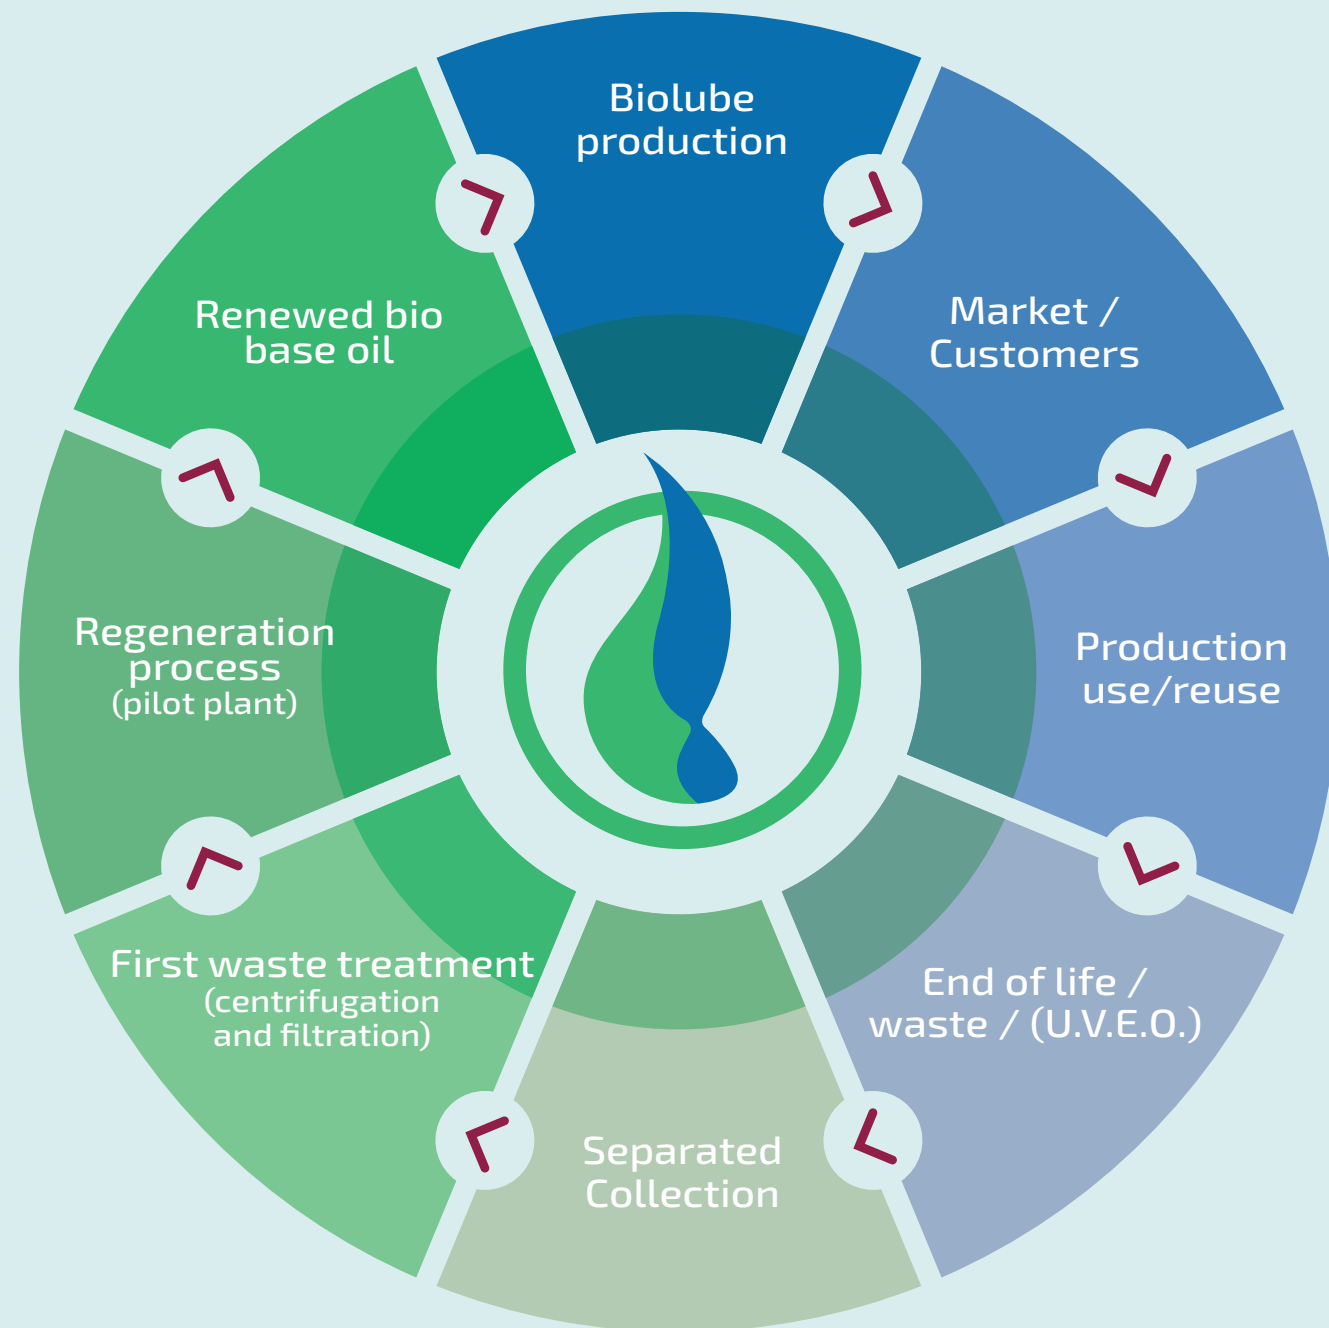 Biolube
production
Market /
Customers
Production
use/reuse
End of life /
waste / (U.V.E.O.)
Separated
Collection
First waste treatment
(centrifugation
and filtration)
Regeneration
process
(pilot plant)
Renewed bio
base oil